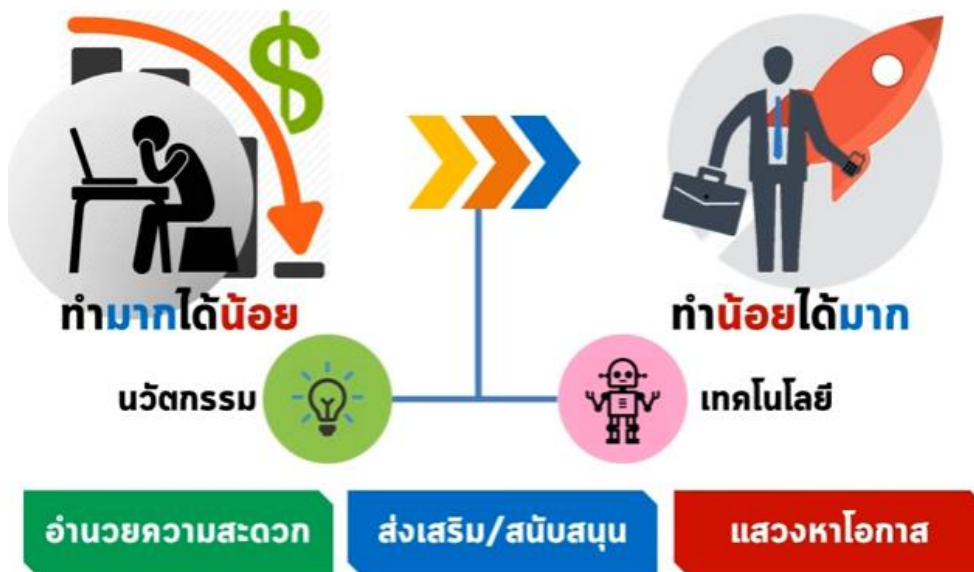 $
ทำมากได้น้อย
ทำน้อยได้มาก
นวัตกรรม
เทคโนโลยี
อำนวยความสะดวก
ส่งเสริม/สนับสนุน
แสวงหาโอกาส